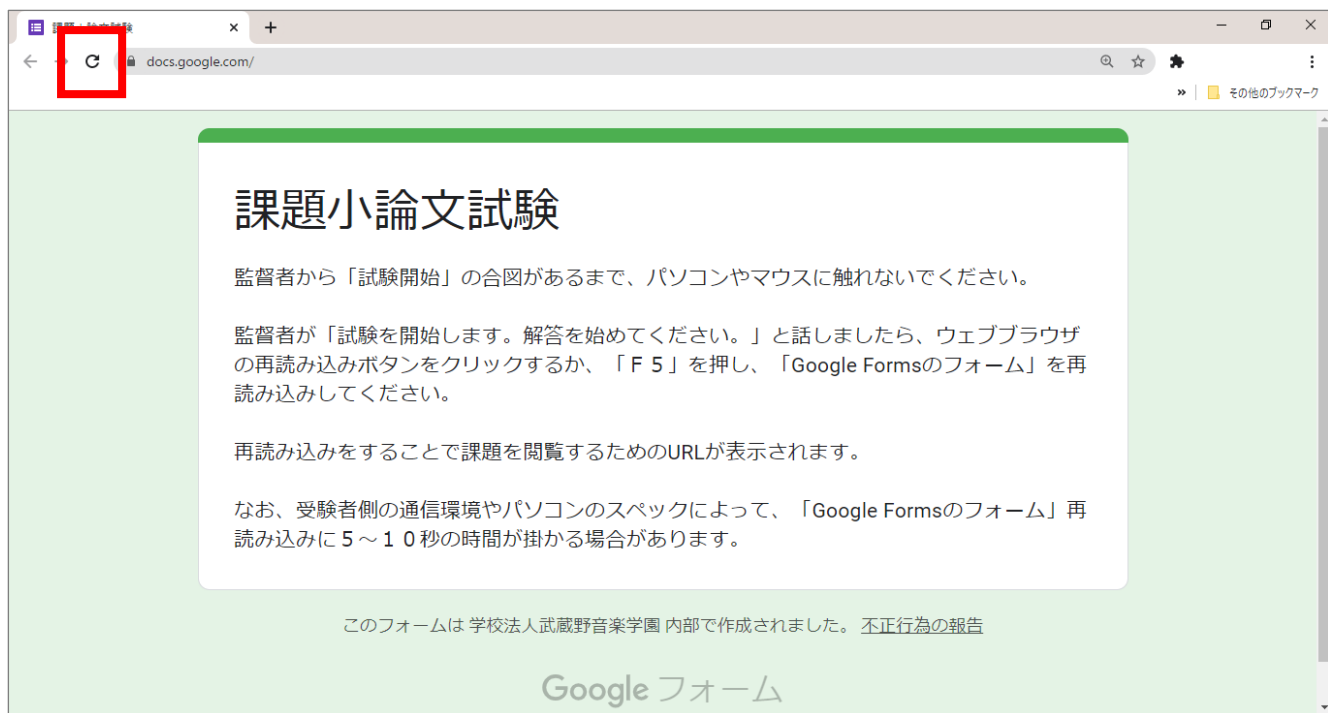 課題小論文試験
docs.google.com/
» その他のブックマーク
課題小論文試験
監督者から「試験開始」の合図があるまで、パソコンやマウスに触れないでください。
監督者が「試験を開始します。解答を始めてください。」と話しましたら、ウェブブラウザ
の再読み込みボタンをクリックするか、「Ｆ５」を押し、「Google Formsのフォーム」を再
読み込みしてください。
再読み込みをすることで課題を閲覧するためのURLが表示されます。
なお、受験者側の通信環境やパソコンのスペックによって、「Google Formsのフォーム」再
読み込みに５～１０秒の時間が掛かる場合があります。
このフォームは 学校法人武蔵野音楽学園 内部で作成されました。 不正行為の報告
Google フォーム